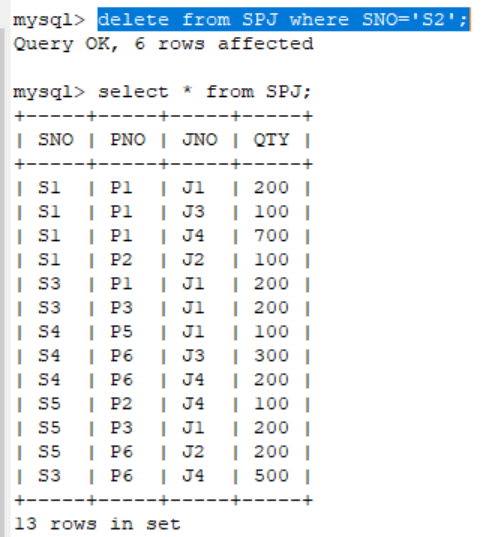 mysql> delete from SPJ where SNO='S2';
Query OK, 6 rows affected
mysql> select * from SPJ;
+-----+-----+-----+-----+
| SNO | PNO | JNO | QTY |
+-----+-----+-----+-----+
| S1 | P1 | J1 | 200 |
| S1 | P1 | J3 | 100 |
| S1 | P1 | J4 | 700 |
| S1 | P2 | J2 | 100 |
| S3 | P1 | J1 | 200 |
| S3 | P3 | J1 | 200 |
| S4 | P5 | J1 | 100 |
| S4 | P6 | J3 | 300 |
| S4 | P6 | J4 | 200 |
| S5 | P2 | J4 | 100 |
| S5 | P3 | J1 | 200 |
| S5 | P6 | J2 | 200 |
| S3 | P6 | J4 | 500 |
+-----+-----+-----+-----+
13 rows in set